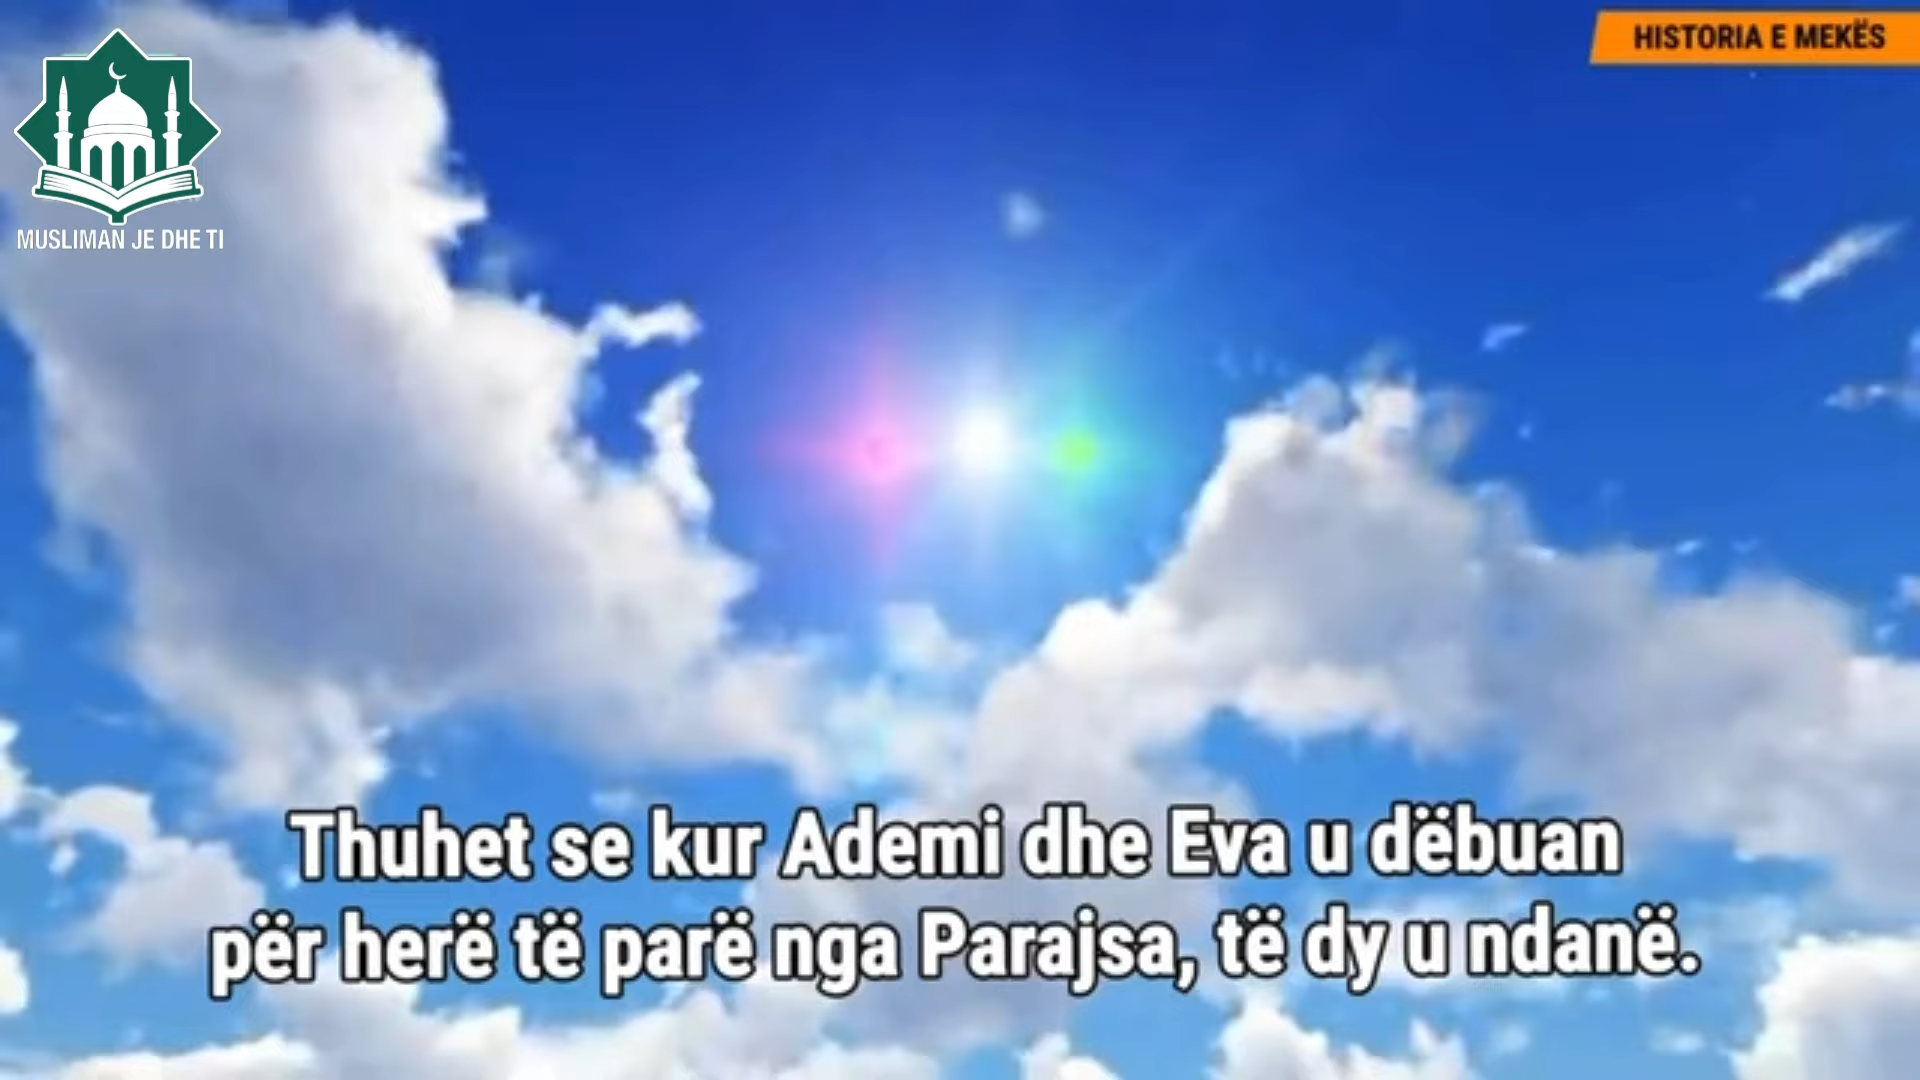 HISTORIA E MEKËS
MUSLIMAN JE DHE TI
Thuhet se kur Ademi dhe Eva u dëbuan
për herë të parë nga Parajsa, të dy u ndanë.